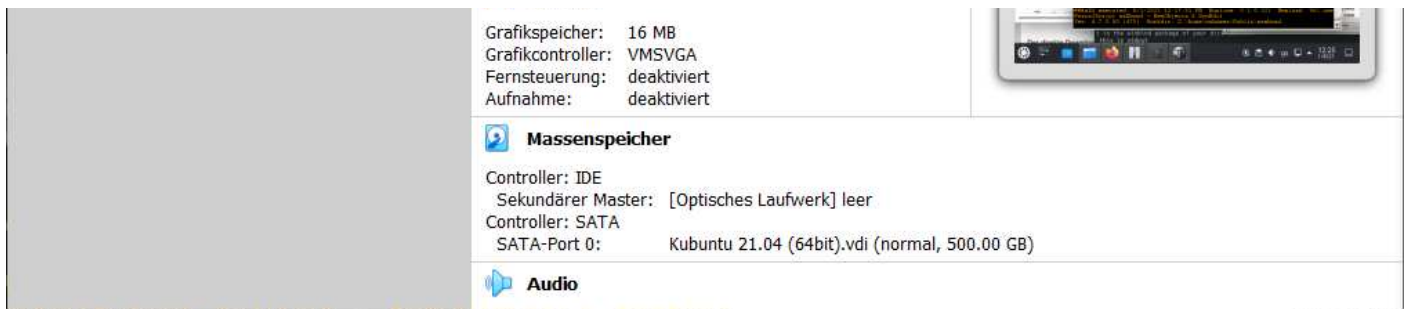 Grafikspeicher: 16 MB
Grafikcontroller: VMSVGA
Fernsteuerung: deaktiviert
Aufnahme: deaktiviert
Massenspeicher
Controller: IDE
Sekundärer Master: [Optisches Laufwerk] leer
Controller: SATA
SATA-Port 0: Kubuntu 21.04 (64bit).vdi (normal, 500.00 GB)
Audio